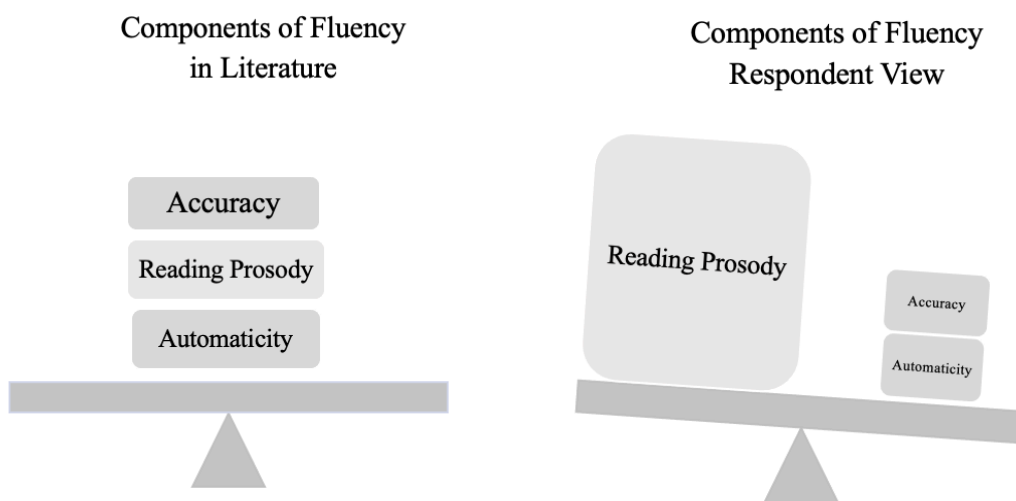 Components of Fluency
in Literature
Accuracy
Reading Prosody
Automaticity
Components of Fluency
Respondent View
Reading Prosody
Accuracy
Automaticity